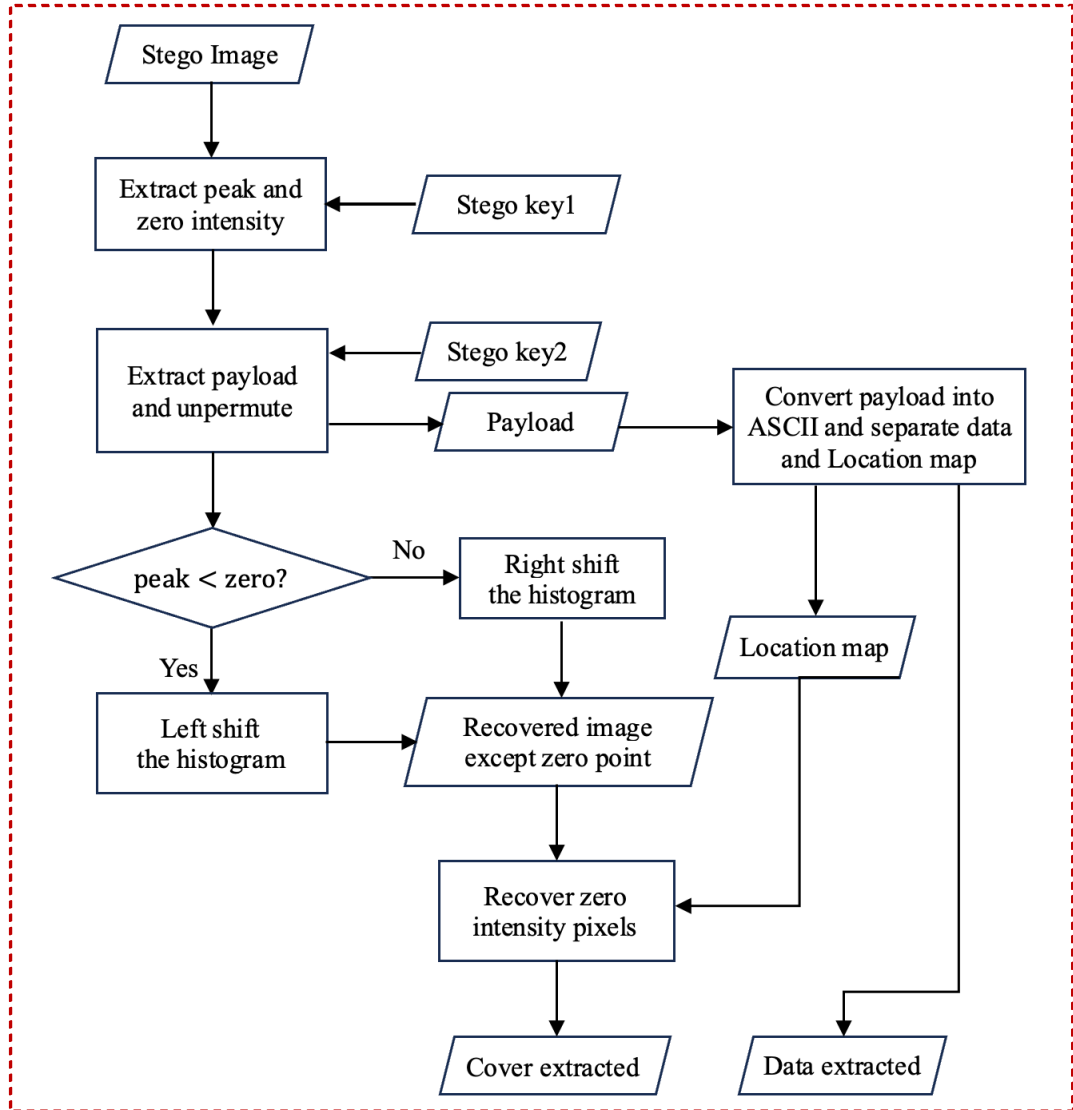 Stego Image
Extract peak and
zero intensity
Stego key1
Extract payload
and unpermute
Stego key2
Payload
Convert payload into
ASCII and separate data
and Location map
peak < zero?
No
Right shift
the histogram
Location map
Yes
Left shift
the histogram
Recovered image
except zero point
Recover zero
intensity pixels
Cover extracted
Data extracted